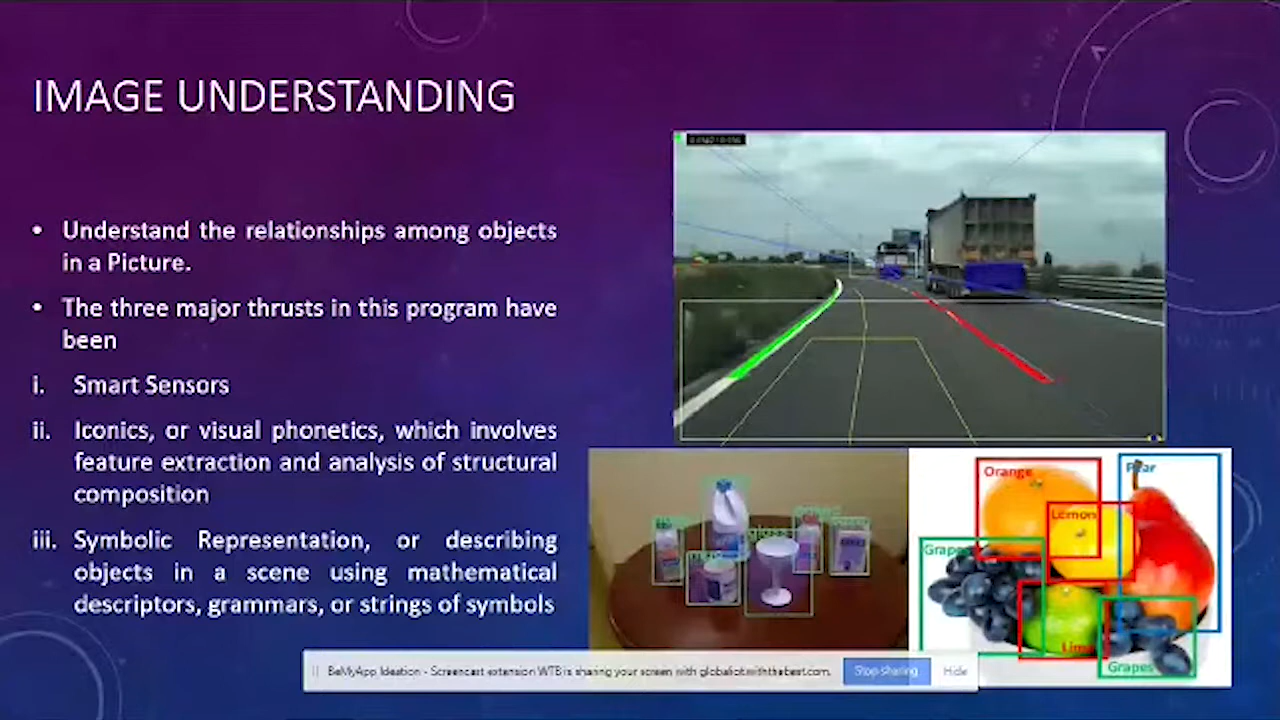 IMAGE UNDERSTANDING
• Understand the relationships among objects
in a Picture.
• The three major thrusts in this program have
been
i. Smart Sensors
ii. Iconics, or visual phonetics, which involves
feature extraction and analysis of structural
composition
iii. Symbolic Representation, or describing
objects in a scene using mathematical
descriptors, grammars, or strings of symbols
Orange
Pear
Lemon
Grapes
Lime
Grapes
BeMyApp Ideation - Screencast extension WTB is sharing your screen with globaliotwiththebest.com.
Stop sharing
Hide